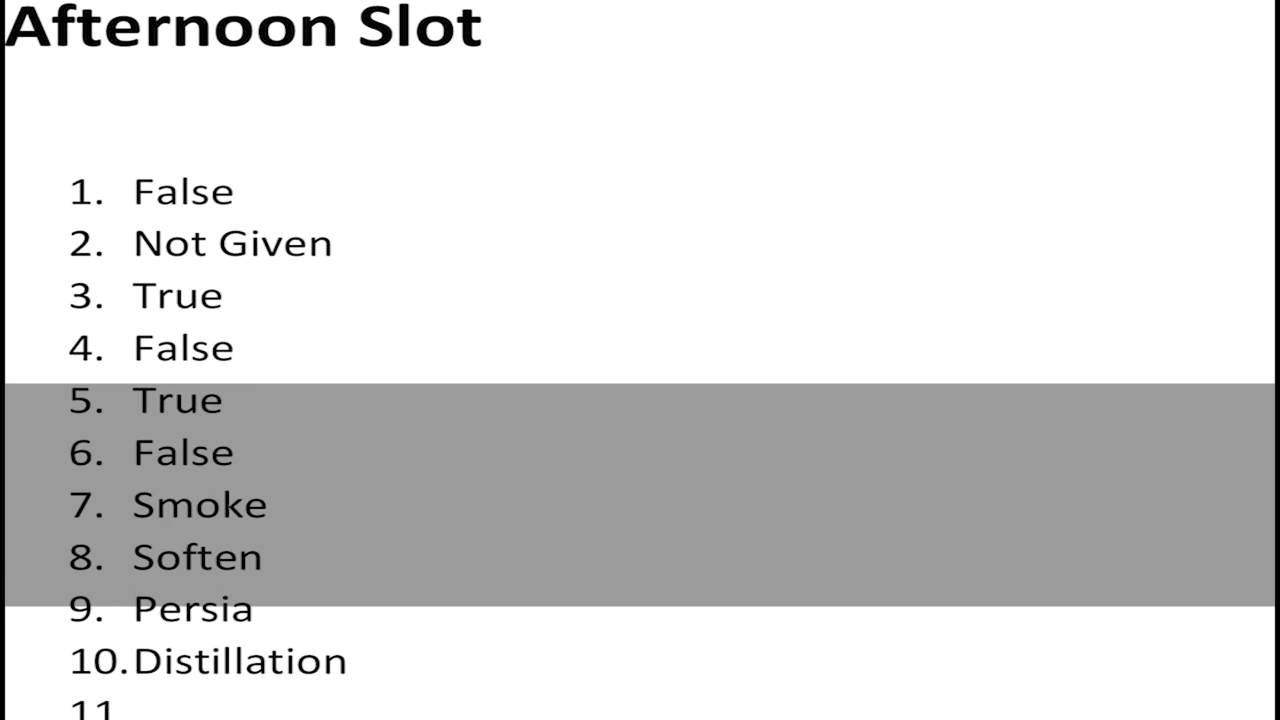 Afternoon Slot
1. False
2. Not Given
3. True
4. False
5. True
6. False
7. Smoke
8. Soften
9. Persia
10. Distillation
11